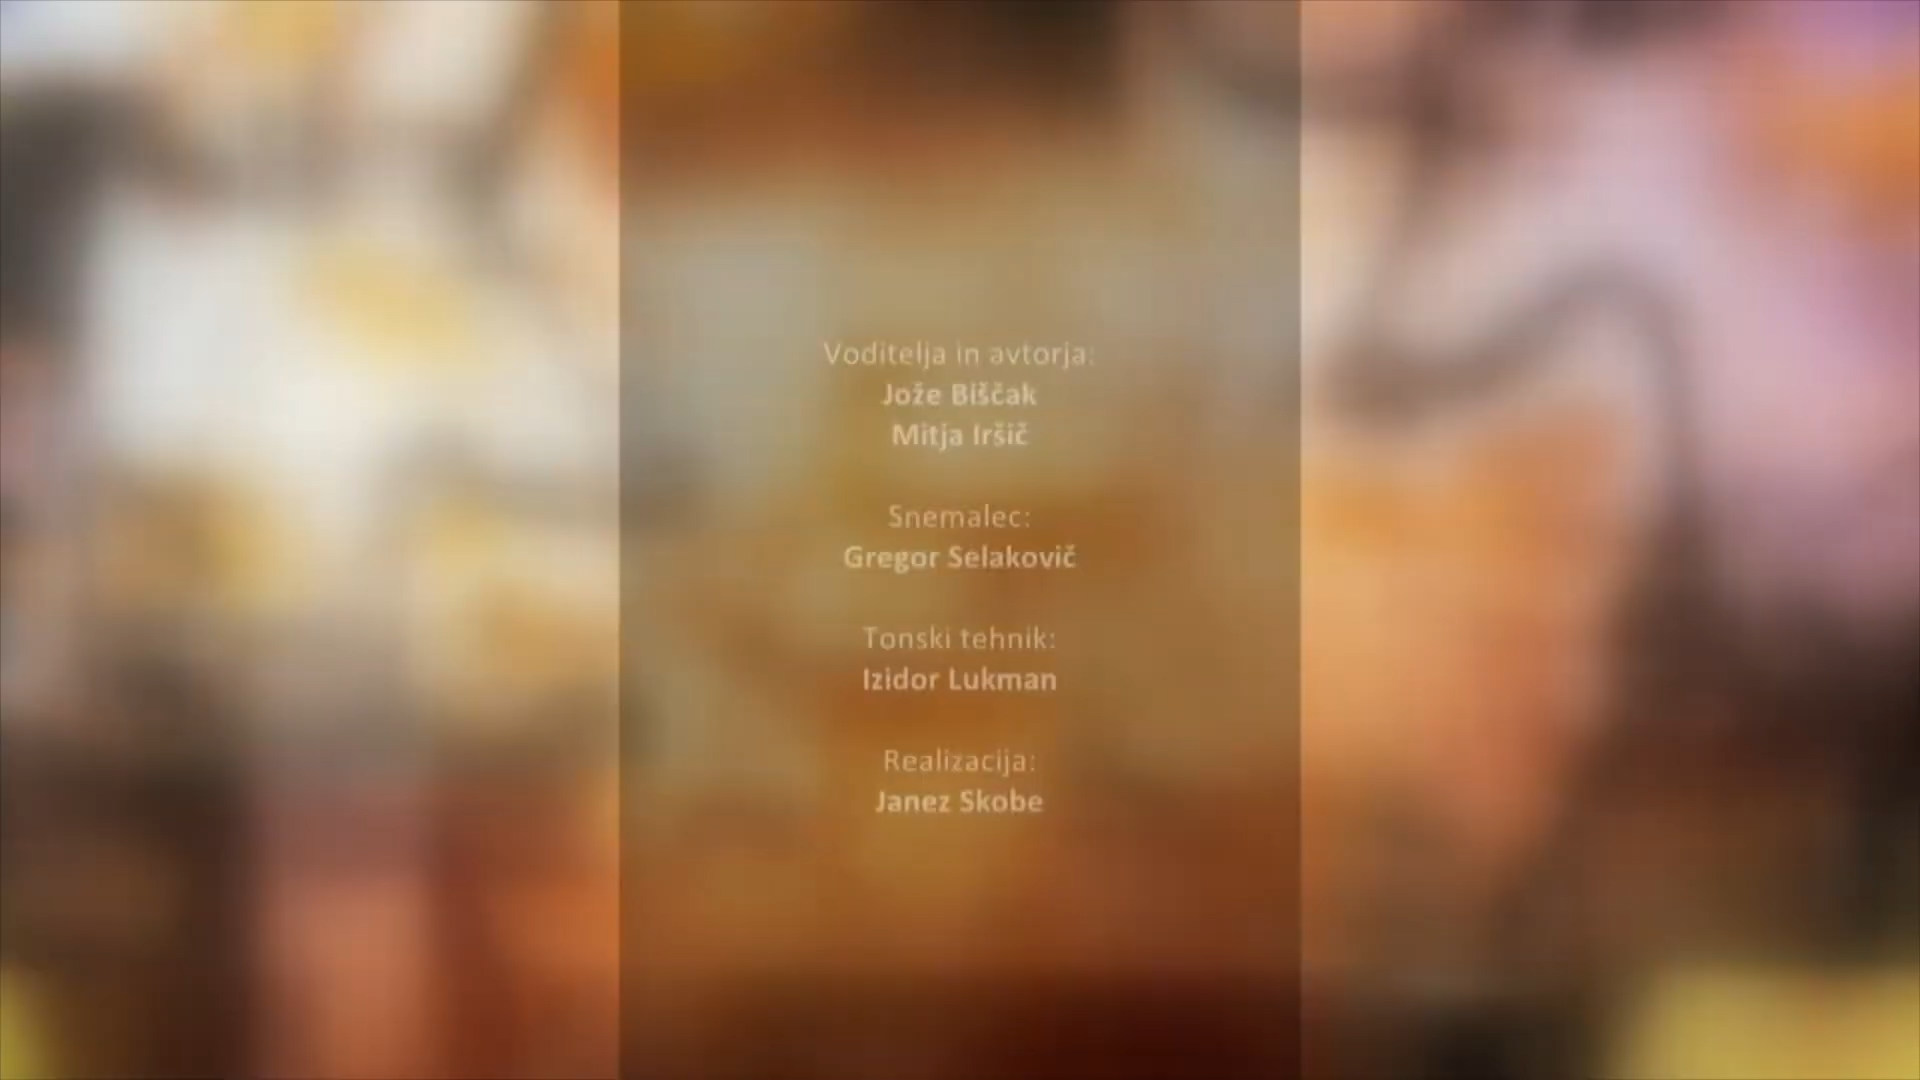 Voditelja in avtorja:
Jože Biščak
Mitja Iršič
Snemalec:
Gregor Selakovič
Tonski tehnik:
Izidor Lukman
Realizacija:
Janez Skobe